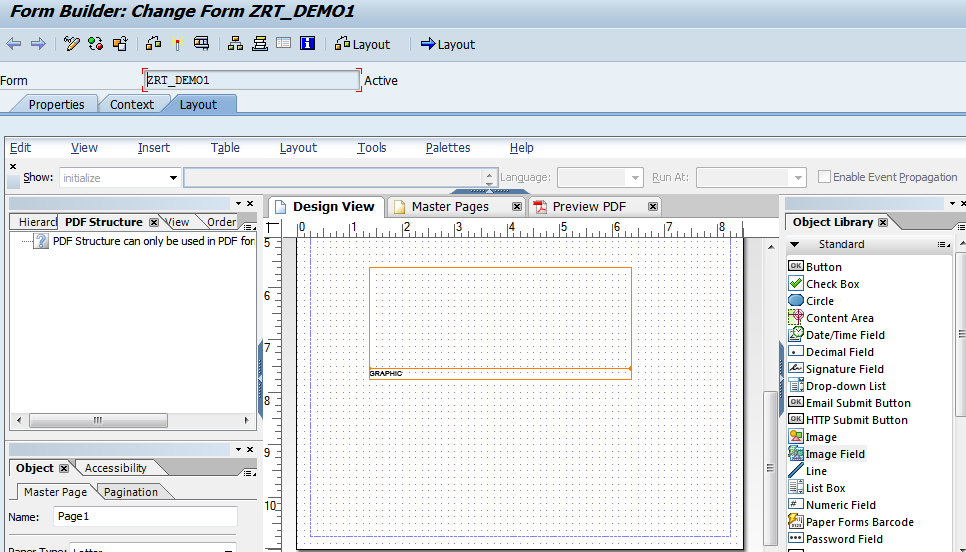 Form Builder: Change Form ZRT_DEMO1
Layout Layout
Form ZRT_DEMO1 Active
Properties Context Layout
Edit View Insert Table Layout Tools Palettes Help
Show: initialize Language: Run At: Enable Event Propagation
Hierarc PDF Structure View Order
PDF Structure can only be used in PDF for
Design View Master Pages Preview PDF
0 1 2 3 4 5 6 7 8
5
6
7
8
9
10
GRAPHIC
Object Library
Standard
Button
Check Box
Circle
Content Area
Date/Time Field
Decimal Field
Signature Field
Drop-down List
Email Submit Button
HTTP Submit Button
Image
Image Field
Line
List Box
Numeric Field
Paper Forms Barcode
Password Field
Object Accessibility
Master Page Pagination
Name: Page1